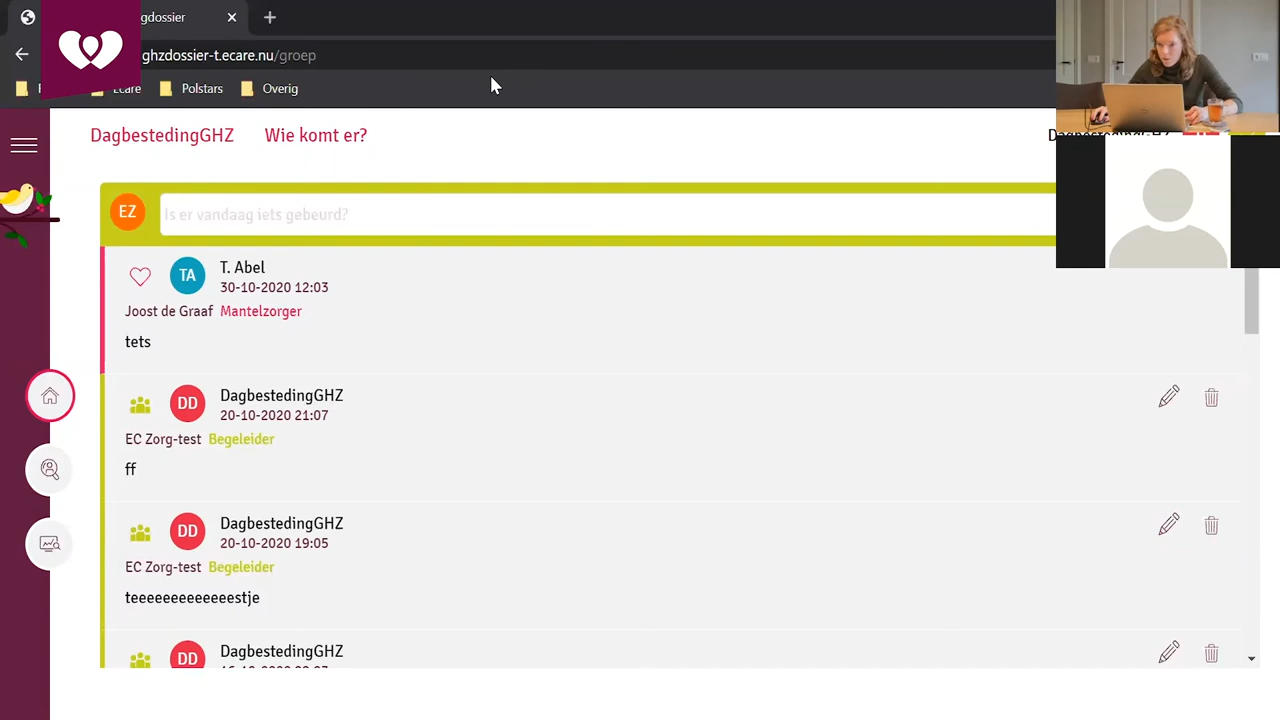 gdossier
ghzdossier-t.ecare.nu/groep
Ecare
Polstars
Overig
DagbestedingGHZ
Wie komt er?
DagbestedingGHZ
EZ
Is er vandaag iets gebeurd?
TA
T. Abel
30-10-2020 12:03
Joost de Graaf Mantelzorger
tets
DD
DagbestedingGHZ
20-10-2020 21:07
EC Zorg-test Begeleider
ff
DD
DagbestedingGHZ
20-10-2020 19:05
EC Zorg-test Begeleider
teeeeeeeeeeeeestje
DD
DagbestedingGHZ